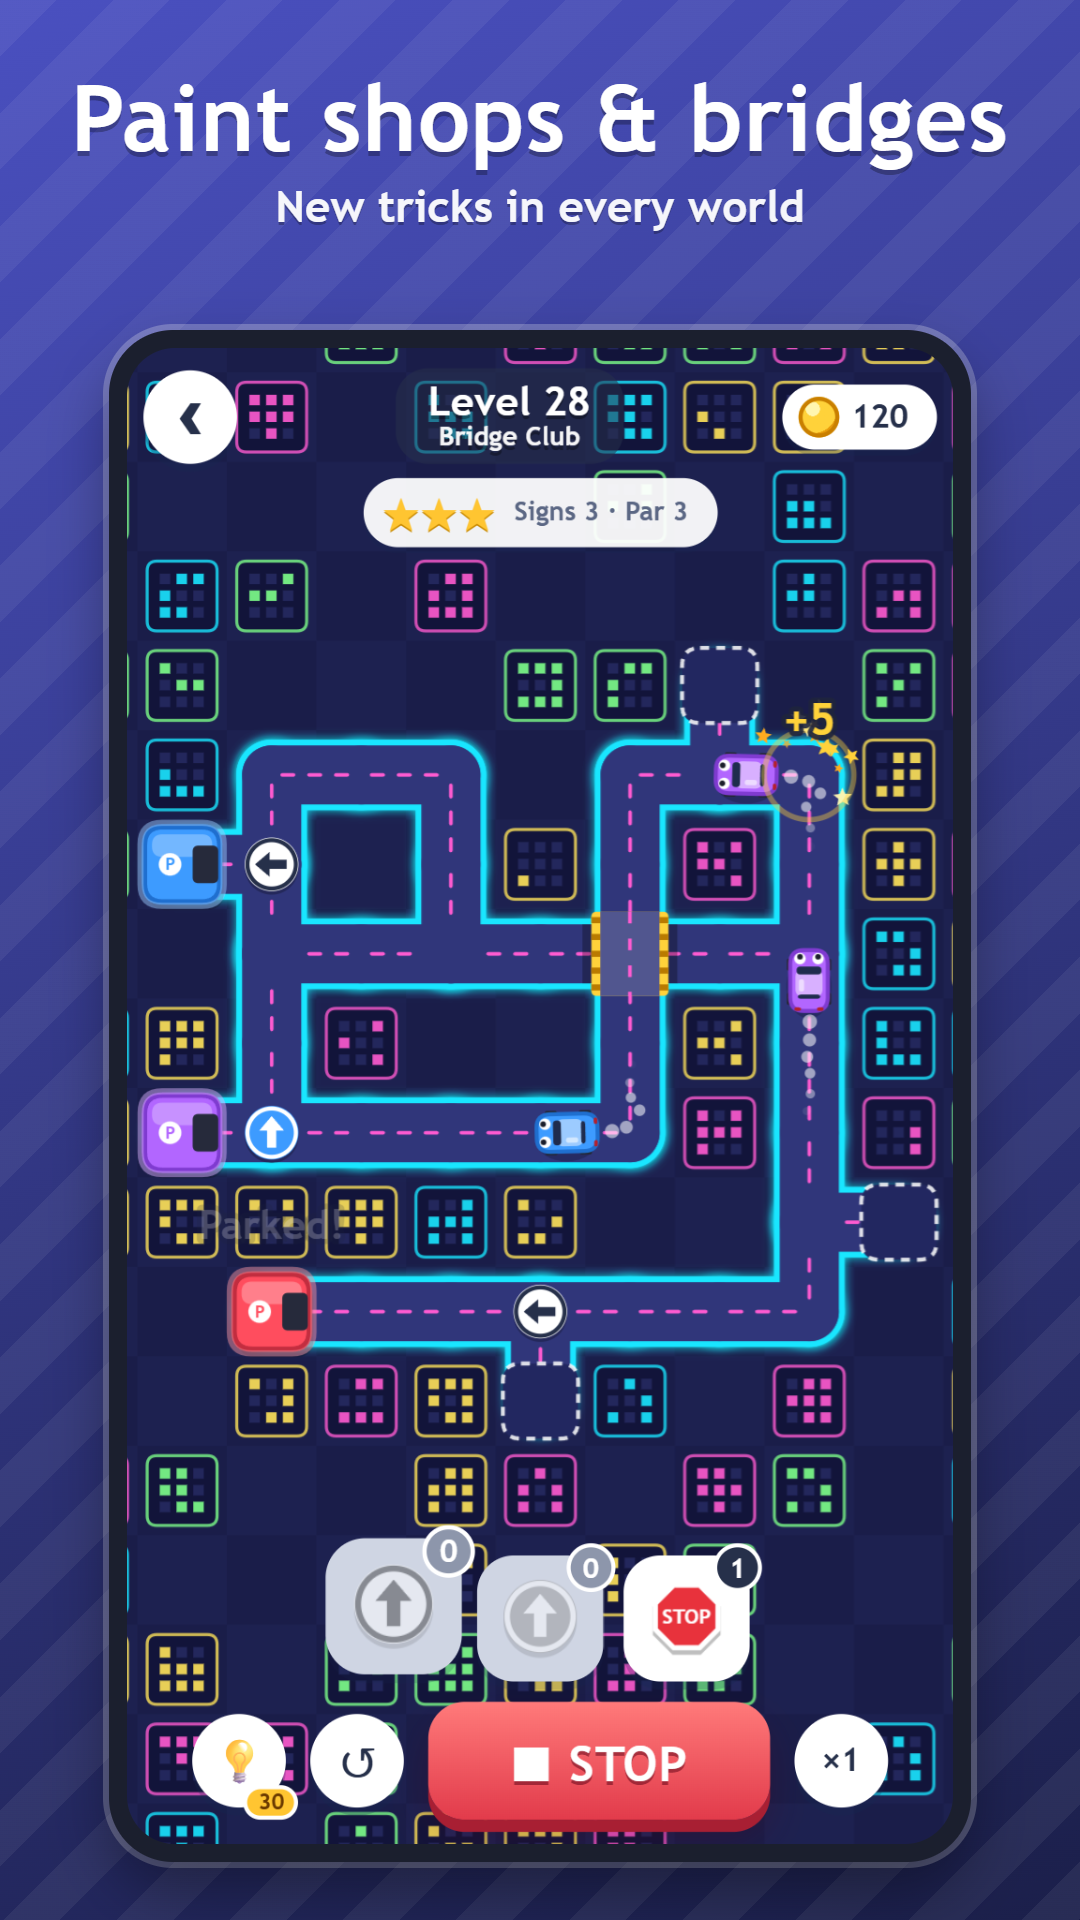 Paint shops & bridges
New tricks in every world
Level 28
Bridge Club
120
Signs 3 · Par 3
+5
P
P
Parked!
P
0
0
1
STOP
STOP
×1
30